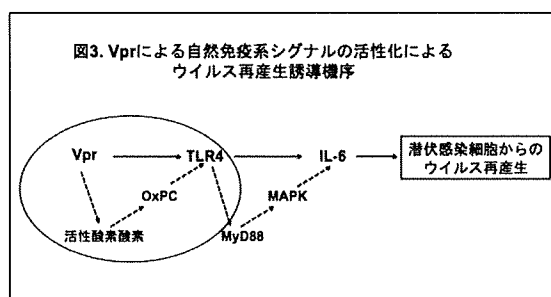 図3. Vprによる自然免疫系シグナルの活性化による
ウイルス再産生誘導機序
Vpr
TLR4
IL-6
潜伏感染細胞からの
ウイルス再産生
OxPC
MAPK
活性酸素酸素
MyD88